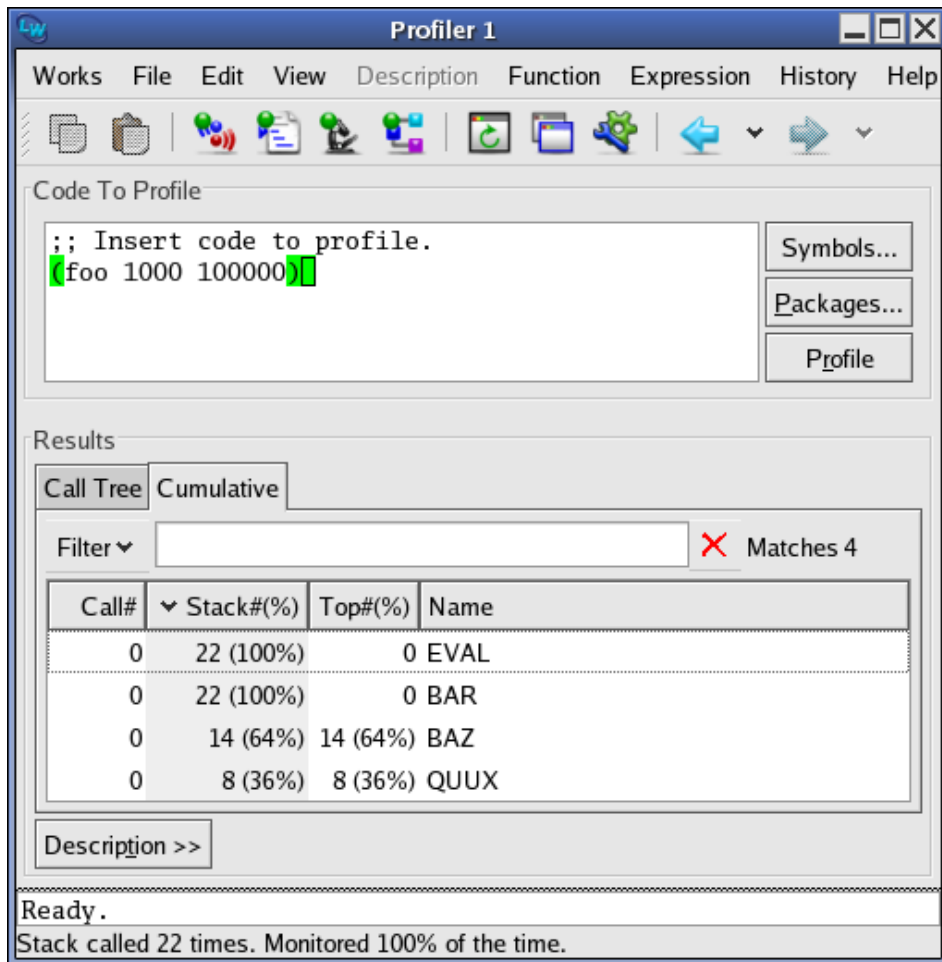 LW Profiler 1
Works File Edit View Description Function Expression History Help
Code To Profile
;; Insert code to profile.
(foo 1000 100000)
Symbols...
Packages...
Profile
Results
Call Tree Cumulative
Filter Matches 4
Call# Stack#(%) Top#(%) Name
0 22 (100%) 0 EVAL
0 22 (100%) 0 BAR
0 14 (64%) 14 (64%) BAZ
0 8 (36%) 8 (36%) QUUX
Description >>
Ready.
Stack called 22 times. Monitored 100% of the time.